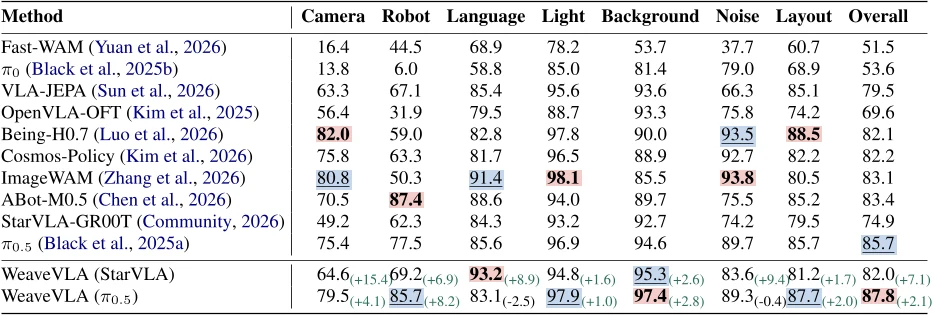 Method Camera Robot Language Light Background Noise Layout Overall
Fast-WAM (Yuan et al., 2026) 16.4 44.5 68.9 78.2 53.7 37.7 60.7 51.5
π0 (Black et al., 2025b) 13.8 6.0 58.8 85.0 81.4 79.0 68.9 53.6
VLA-JEPA (Sun et al., 2026) 63.3 67.1 85.4 95.6 93.6 66.3 85.1 79.5
OpenVLA-OFT (Kim et al., 2025) 56.4 31.9 79.5 88.7 93.3 75.8 74.2 69.6
Being-H0.7 (Luo et al., 2026) 82.0 59.0 82.8 97.8 90.0 93.5 88.5 82.1
Cosmos-Policy (Kim et al., 2026) 75.8 63.3 81.7 96.5 88.9 92.7 82.2 82.2
ImageWAM (Zhang et al., 2026) 80.8 50.3 91.4 98.1 85.5 93.8 80.5 83.1
ABot-M0.5 (Chen et al., 2026) 70.5 87.4 88.6 94.0 89.7 75.5 85.2 83.4
StarVLA-GR00T (Community, 2026) 49.2 62.3 84.3 93.2 92.7 74.2 79.5 74.9
π0.5 (Black et al., 2025a) 75.4 77.5 85.6 96.9 94.6 89.7 85.7 85.7
WeaveVLA (StarVLA) 64.6(+15.4) 69.2(+6.9) 93.2(+8.9) 94.8(+1.6) 95.3(+2.6) 83.6(+9.4) 81.2(+1.7) 82.0(+7.1)
WeaveVLA (π0.5) 79.5(+4.1) 85.7(+8.2) 83.1(-2.5) 97.9(+1.0) 97.4(+2.8) 89.3(-0.4) 87.7(+2.0) 87.8(+2.1)